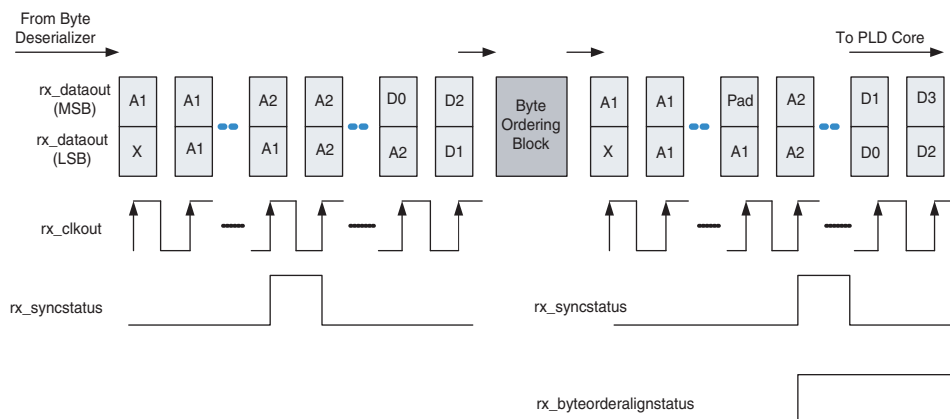 From Byte
Deserializer
To PLD Core
rx_dataout
(MSB)
A1 A1 A2 A2 D0 D2
rx_dataout
(LSB)
X A1 A1 A2 A2 D1
Byte
Ordering
Block
A1 A1 Pad A2 D1 D3
X A1 A1 A2 D0 D2
rx_clkout
rx_syncstatus
rx_syncstatus
rx_byteorderalignstatus